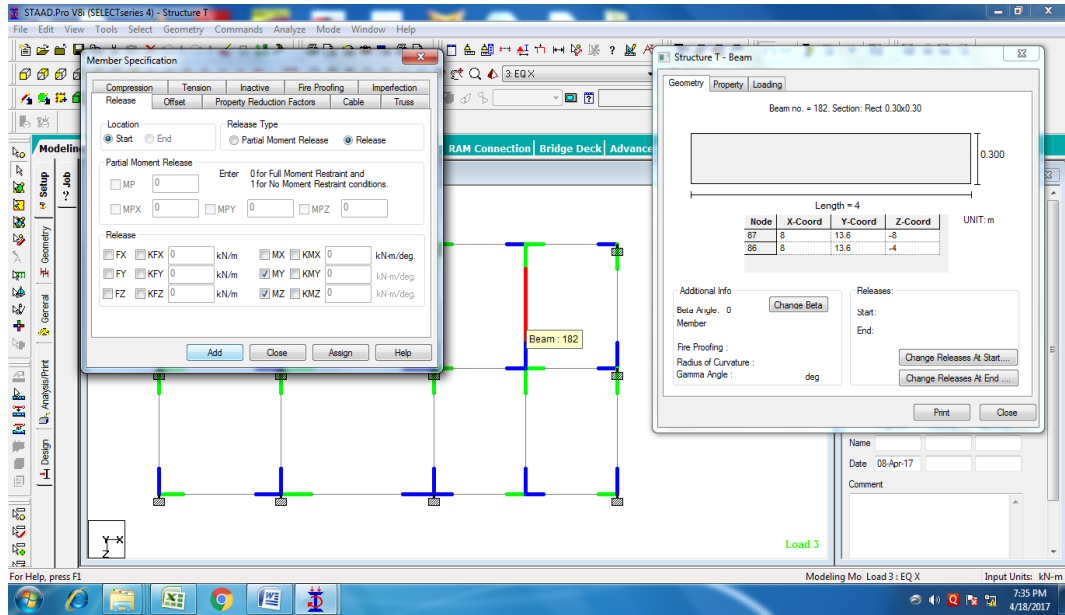 STAAD.Pro V8i (SELECTseries 4) - Structure T
File Edit View Tools Select Geometry Commands Analyze Mode Window Help
3: EQ X
Member Specification
Compression Tension Inactive Fire Proofing Imperfection
Release Offset Property Reduction Factors Cable Truss
Location
Start End
Release Type
Partial Moment Release Release
Partial Moment Release
MP 0
Enter 0 for Full Moment Restraint and
1 for No Moment Restraint conditions.
MPX 0 MPY 0 MPZ 0
Release
FX KFX 0 kN/m MX KMX 0 kN-m/deg.
FY KFY 0 kN/m MY KMY 0 kN-m/deg.
FZ KFZ 0 kN/m MZ KMZ 0 kN-m/deg.
Add Close Assign Help
Modelin
RAM Connection Bridge Deck Advance
Setup
Geometry
General
Analysis/Print
Design
Job
Beam : 182
Load 3
Y X
Z
Structure T - Beam
Geometry Property Loading
Beam no. = 182. Section: Rect 0.30x0.30
0.300
Length = 4
UNIT: m
Node X-Coord Y-Coord Z-Coord
87 8 13.6 -8
86 8 13.6 -4
Additional Info
Beta Angle: 0
Change Beta
Member
Fire Proofing :
Radius of Curvature :
Gamma Angle : deg
Releases:
Start:
End:
Change Releases At Start....
Change Releases At End ....
Print Close
Name
Date 08-Apr-17
Comment
For Help, press F1
Modeling Mo Load 3 : EQ X Input Units: kN-m
7:35 PM
4/18/2017